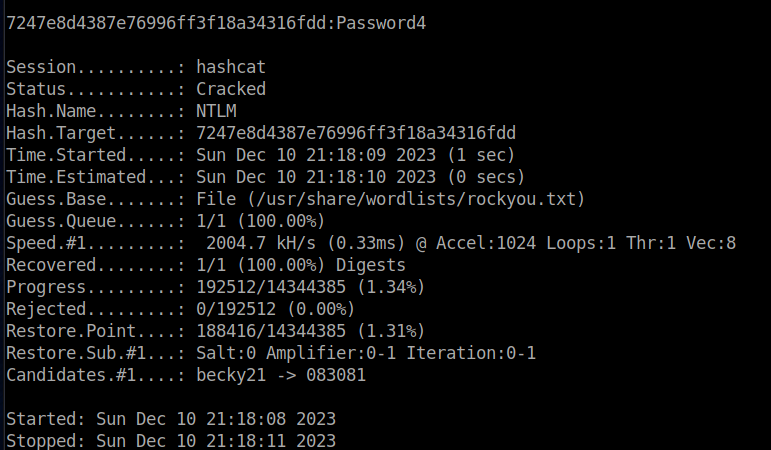 7247e8d4387e76996ff3f18a34316fdd:Password4
Session..........: hashcat
Status...........: Cracked
Hash.Name........: NTLM
Hash.Target......: 7247e8d4387e76996ff3f18a34316fdd
Time.Started.....: Sun Dec 10 21:18:09 2023 (1 sec)
Time.Estimated...: Sun Dec 10 21:18:10 2023 (0 secs)
Guess.Base.......: File (/usr/share/wordlists/rockyou.txt)
Guess.Queue......: 1/1 (100.00%)
Speed.#1.........:  2004.7 kH/s (0.33ms) @ Accel:1024 Loops:1 Thr:1 Vec:8
Recovered........: 1/1 (100.00%) Digests
Progress.........: 192512/14344385 (1.34%)
Rejected.........: 0/192512 (0.00%)
Restore.Point....: 188416/14344385 (1.31%)
Restore.Sub.#1...: Salt:0 Amplifier:0-1 Iteration:0-1
Candidates.#1....: becky21 -> 083081
Started: Sun Dec 10 21:18:08 2023
Stopped: Sun Dec 10 21:18:11 2023